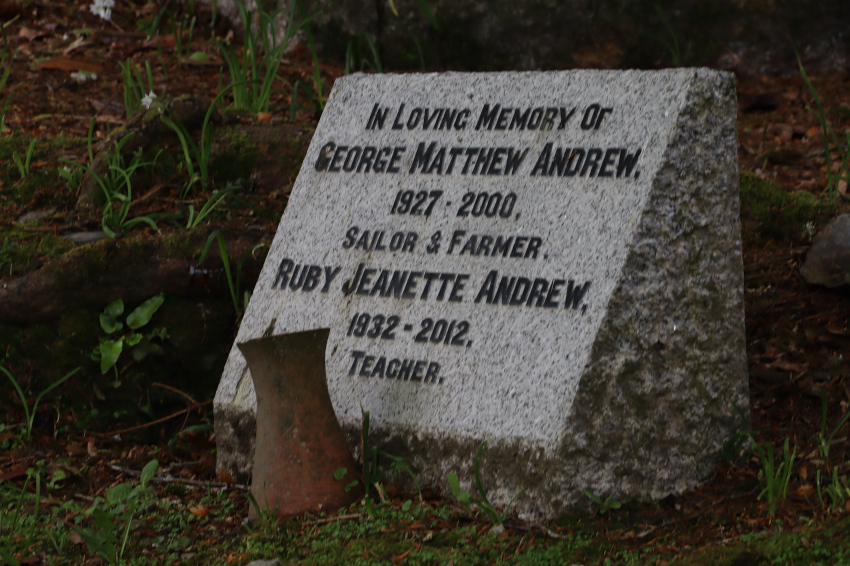 In Loving Memory Of
George Matthew Andrew,
1927 - 2000,
Sailor & Farmer.
Ruby Jeanette Andrew,
1932 - 2012,
Teacher,